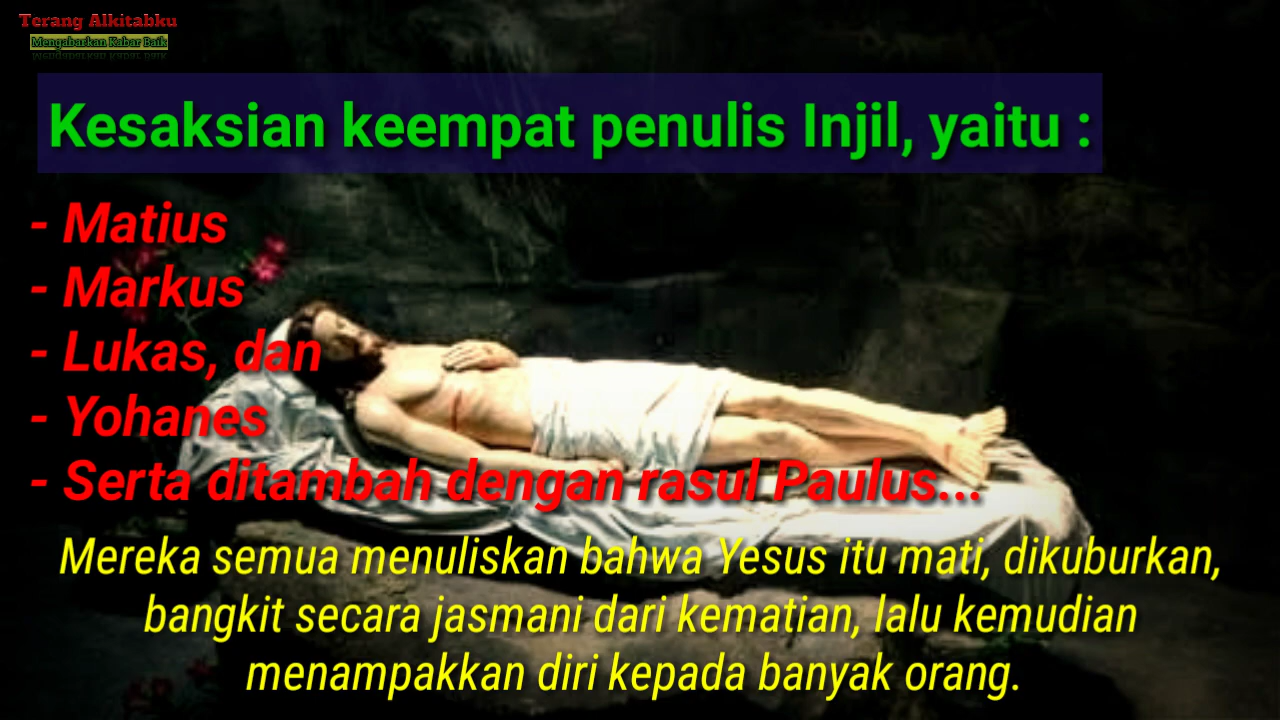 Terang Alkitabku
Mengabarkan Kabar Baik
Kesaksian keempat penulis Injil, yaitu :
- Matius
- Markus
- Lukas, dan
- Yohanes
- Serta ditambah dengan rasul Paulus...
Mereka semua menuliskan bahwa Yesus itu mati, dikuburkan,
bangkit secara jasmani dari kematian, lalu kemudian
menampakkan diri kepada banyak orang.